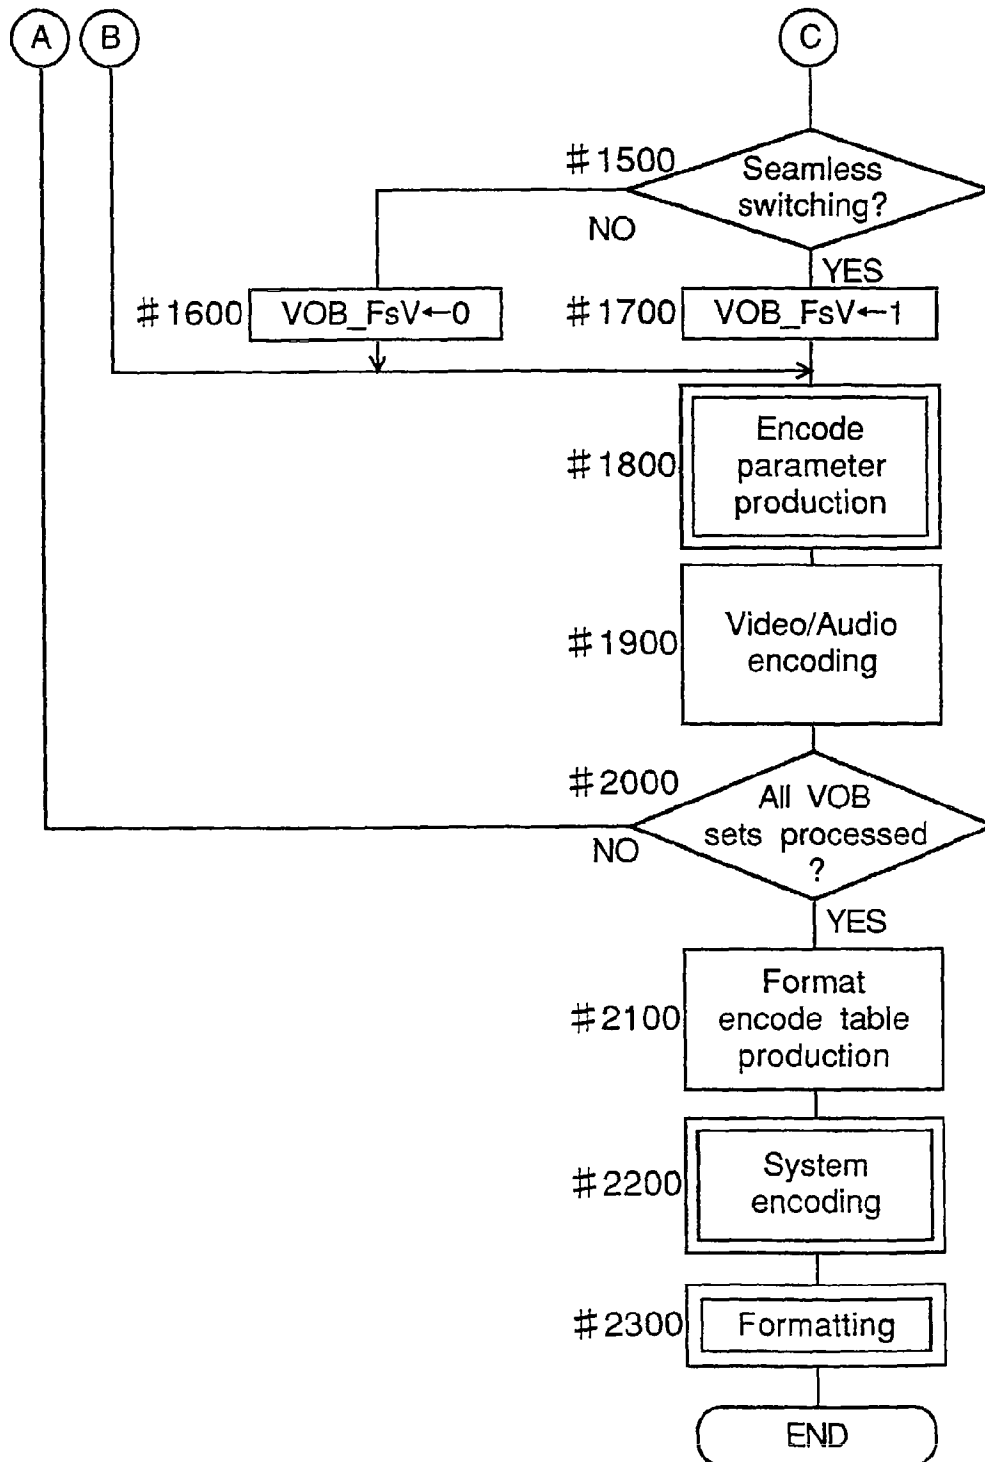 A B C
#1500
Seamless
switching?
NO
YES
#1600 VOB_FsV←0
#1700 VOB_FsV←1
#1800
Encode
parameter
production
#1900
Video/Audio
encoding
#2000
All VOB
sets processed
?
NO
YES
#2100
Format
encode table
production
#2200
System
encoding
#2300 Formatting
END